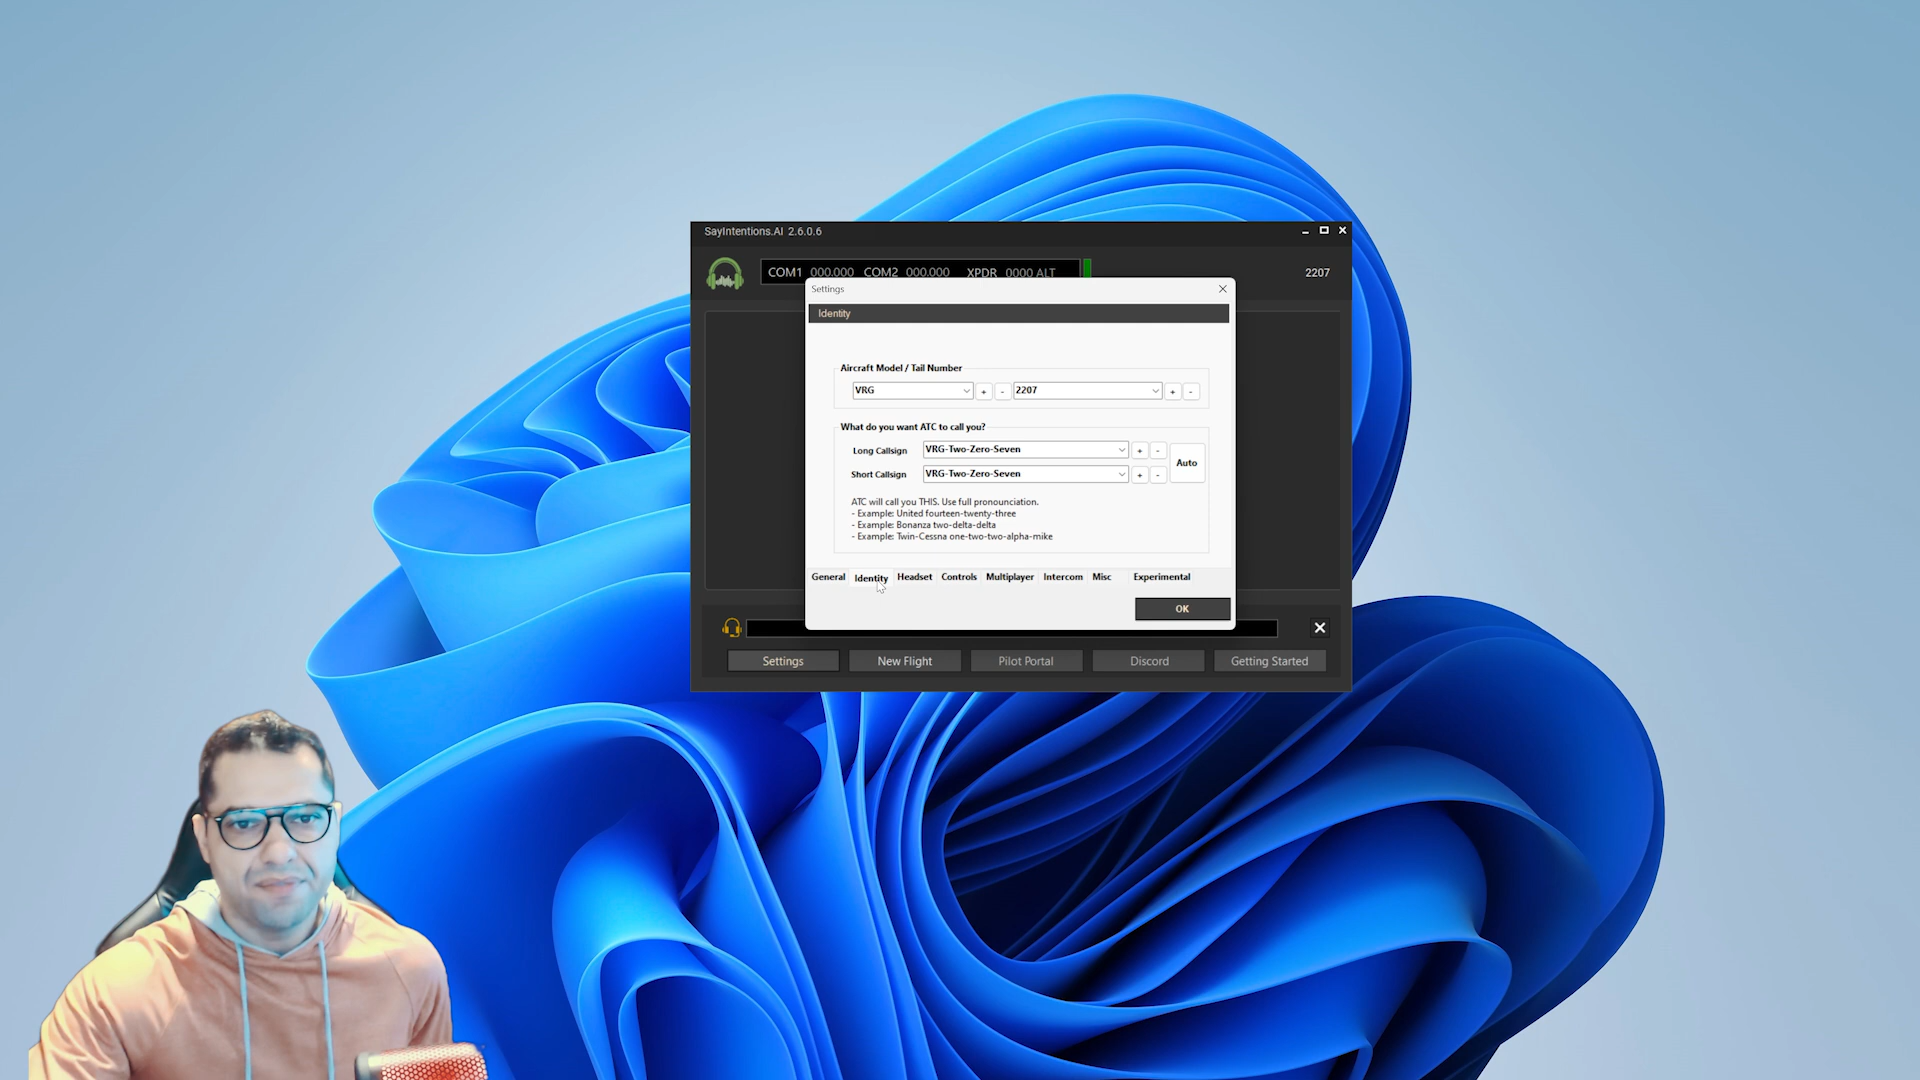 SayIntentions.AI 2.6.0.6
COM1 000.000 COM2 000.000 XPDR 0000 ALT
2207
Settings
Identity
Aircraft Model / Tail Number
VRG + - 2207 + -
What do you want ATC to call you?
Long Callsign VRG-Two-Zero-Seven + -
Auto
Short Callsign VRG-Two-Zero-Seven + -
ATC will call you THIS. Use full pronounciation.
- Example: United fourteen-twenty-three
- Example: Bonanza two-delta-delta
- Example: Twin-Cessna one-two-two-alpha-mike
General Identity Headset Controls Multiplayer Intercom Misc Experimental
OK
Settings New Flight Pilot Portal Discord Getting Started